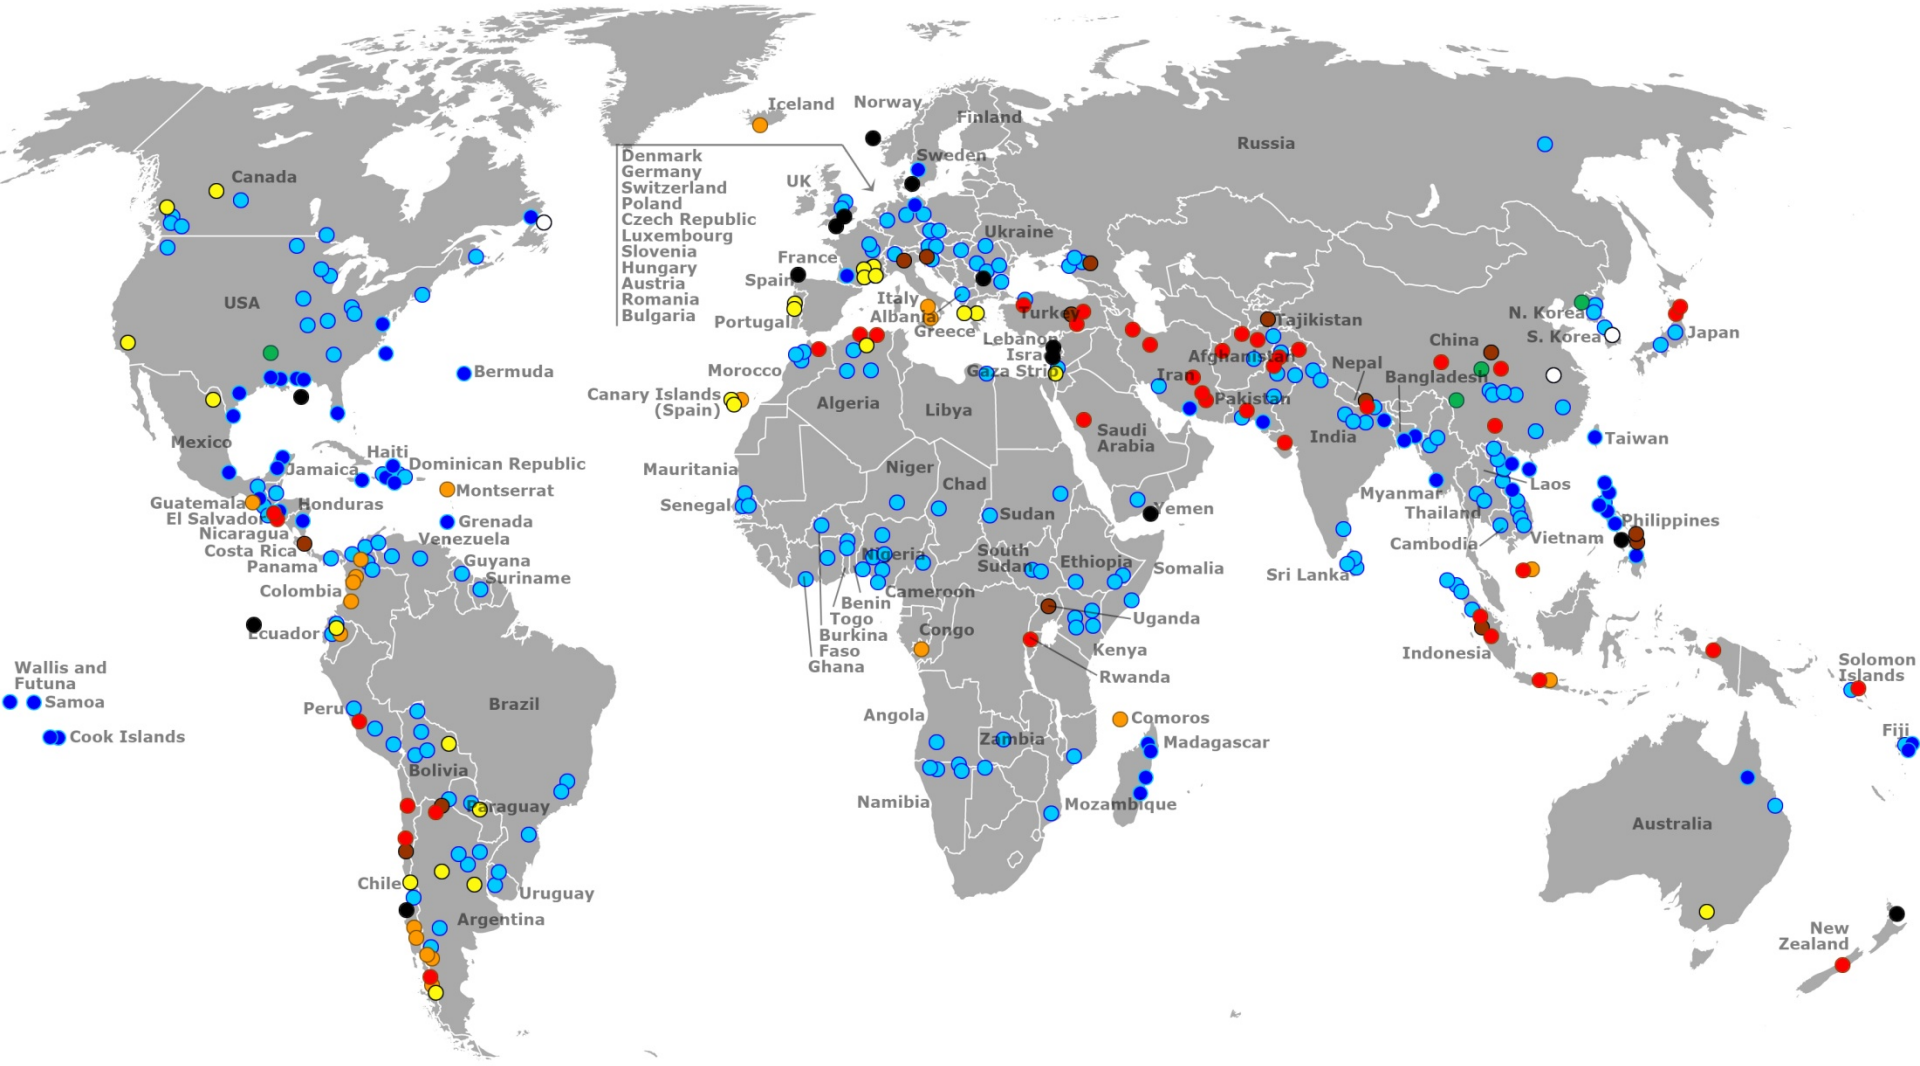 Iceland
Norway
Finland
Russia
Denmark
Germany
Switzerland
Poland
Czech Republic
Luxembourg
Slovenia
Hungary
Austria
Romania
Bulgaria
Sweden
UK
Canada
Ukraine
France
Spain
Italy
Albania
Greece
Portugal
USA
Turkey
Tajikistan
N. Korea
S. Korea
Japan
China
Lebanon
Israel
Afghanistan
Nepal
Bangladesh
Gaza Strip
Iran
Pakistan
Morocco
Bermuda
Canary Islands
(Spain)
Algeria
Libya
Saudi
Arabia
India
Taiwan
Mexico
Haiti
Jamaica
Dominican Republic
Mauritania
Niger
Chad
Montserrat
Guatemala
Honduras
Senegal
Sudan
Yemen
Myanmar
Laos
Thailand
Philippines
El Salvador
Nicaragua
Grenada
Costa Rica
Venezuela
Panama
Guyana
Suriname
Colombia
Nigeria
South
Sudan
Ethiopia
Somalia
Cambodia
Vietnam
Sri Lanka
Cameroon
Benin
Togo
Burkina
Faso
Ghana
Ecuador
Congo
Uganda
Kenya
Rwanda
Indonesia
Solomon
Islands
Wallis and
Futuna
Samoa
Cook Islands
Peru
Brazil
Angola
Comoros
Zambia
Madagascar
Fiji
Bolivia
Paraguay
Namibia
Mozambique
Australia
Chile
Uruguay
Argentina
New
Zealand